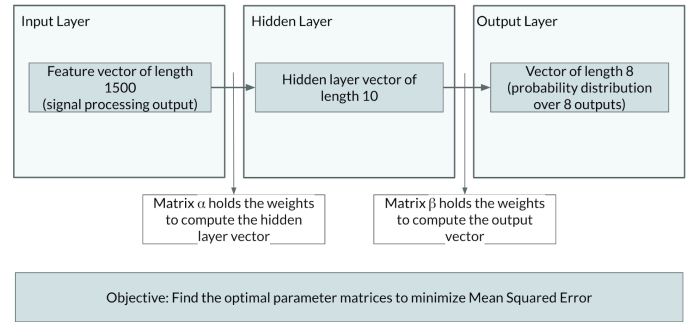 Input Layer
Hidden Layer
Output Layer
Feature vector of length
1500
(signal processing output)
Hidden layer vector of
length 10
Vector of length 8
(probability distribution
over 8 outputs)
Matrix α holds the weights
to compute the hidden
layer vector
Matrix β holds the weights
to compute the output
vector
Objective: Find the optimal parameter matrices to minimize Mean Squared Error